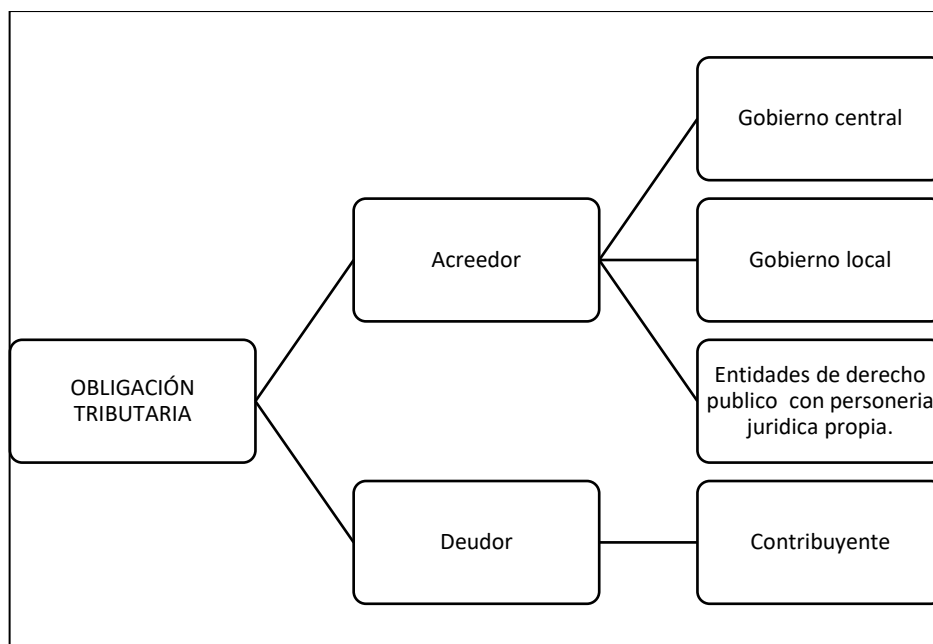 Gobierno central
Acreedor
Gobierno local
OBLIGACIÓN
TRIBUTARIA
Entidades de derecho
publico con personeria
juridica propia.
Deudor
Contribuyente